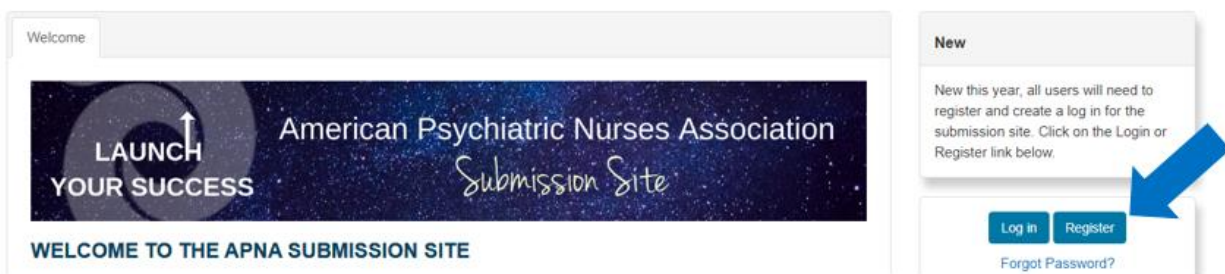 Welcome
LAUNCH
YOUR SUCCESS
American Psychiatric Nurses Association
Submission Site
WELCOME TO THE APNA SUBMISSION SITE
New
New this year, all users will need to
register and create a log in for the
submission site. Click on the Login or
Register link below.
Log in
Register
Forgot Password?